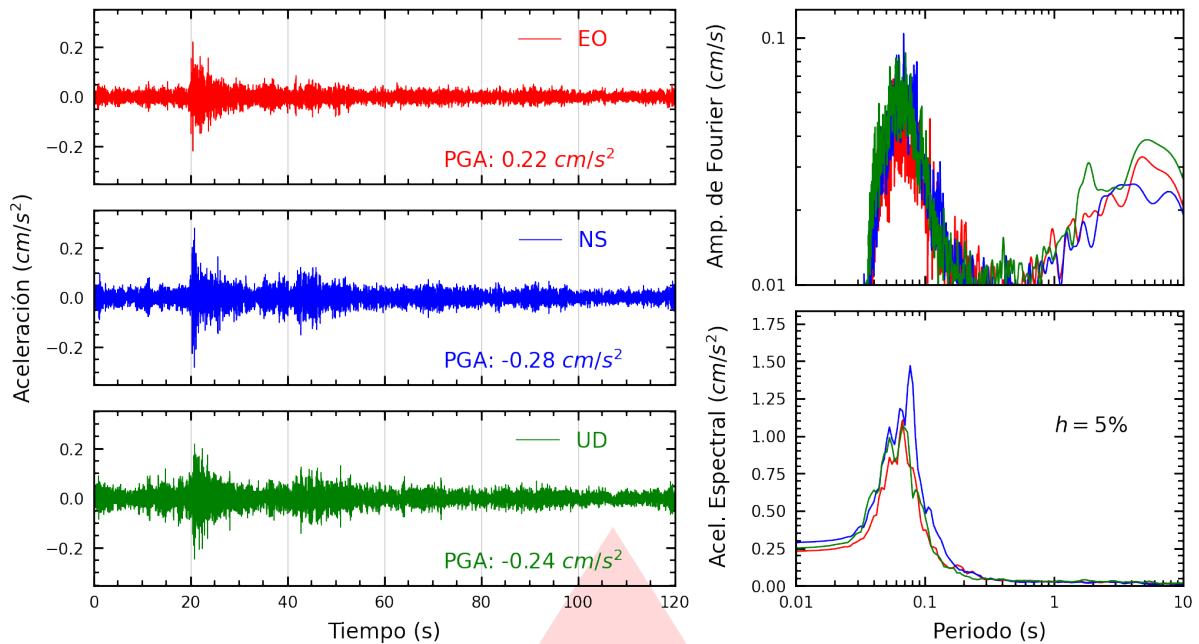 Aceleración (cm/s²)
0.2
0.0
−0.2
EO
PGA: 0.22 cm/s²
0.2
0.0
−0.2
NS
PGA: -0.28 cm/s²
0.2
0.0
−0.2
UD
PGA: -0.24 cm/s²
0 20 40 60 80 100 120
Tiempo (s)
Amp. de Fourier (cm/s)
0.1
0.01
Acel. Espectral (cm/s²)
1.75
1.50
1.25
1.00
0.75
0.50
0.25
0.00
h = 5%
0.01 0.1 1 10
Periodo (s)